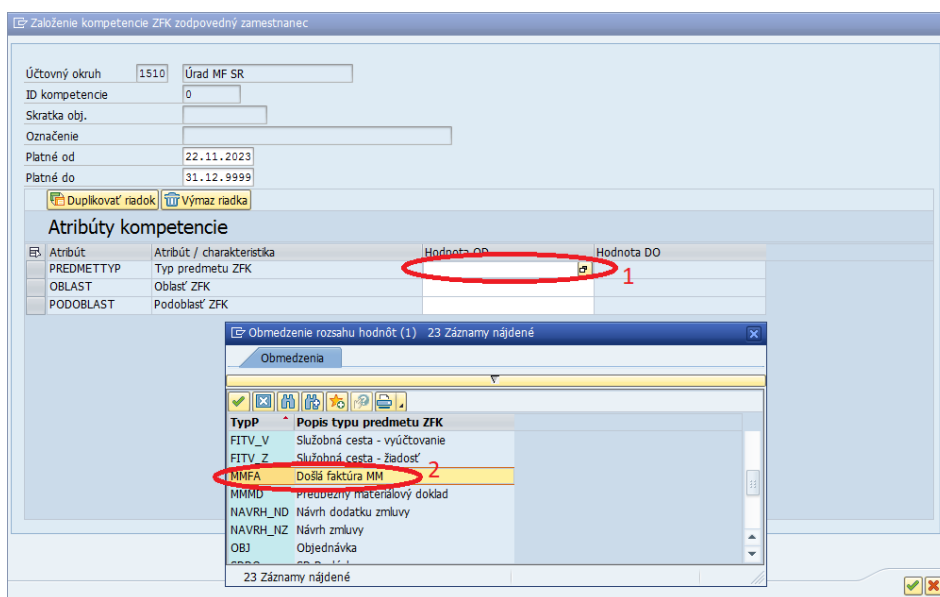 Založenie kompetencie ZFK zodpovedný zamestnanec
Účtovný okruh 1510 Úrad MF SR
ID kompetencie 0
Skratka obj.
Označenie
Platné od 22.11.2023
Platné do 31.12.9999
Duplikovať riadok Výmaz riadka
Atribúty kompetencie
Atribút Atribút / charakteristika Hodnota OD Hodnota DO
PREDMETTYP Typ predmetu ZFK 1
OBLAST Oblasť ZFK
PODOBLAST Podoblasť ZFK
Obmedzenie rozsahu hodnôt (1) 23 Záznamy nájdené
Obmedzenia
TypP Popis typu predmetu ZFK
FITV_V Služobná cesta - vyúčtovanie
FITV_Z Služobná cesta - žiadosť
MMFA Došlá faktúra MM 2
MMMD Predbežný materiálový doklad
NAVRH_ND Návrh dodatku zmluvy
NAVRH_NZ Návrh zmluvy
OBJ Objednávka
23 Záznamy nájdené